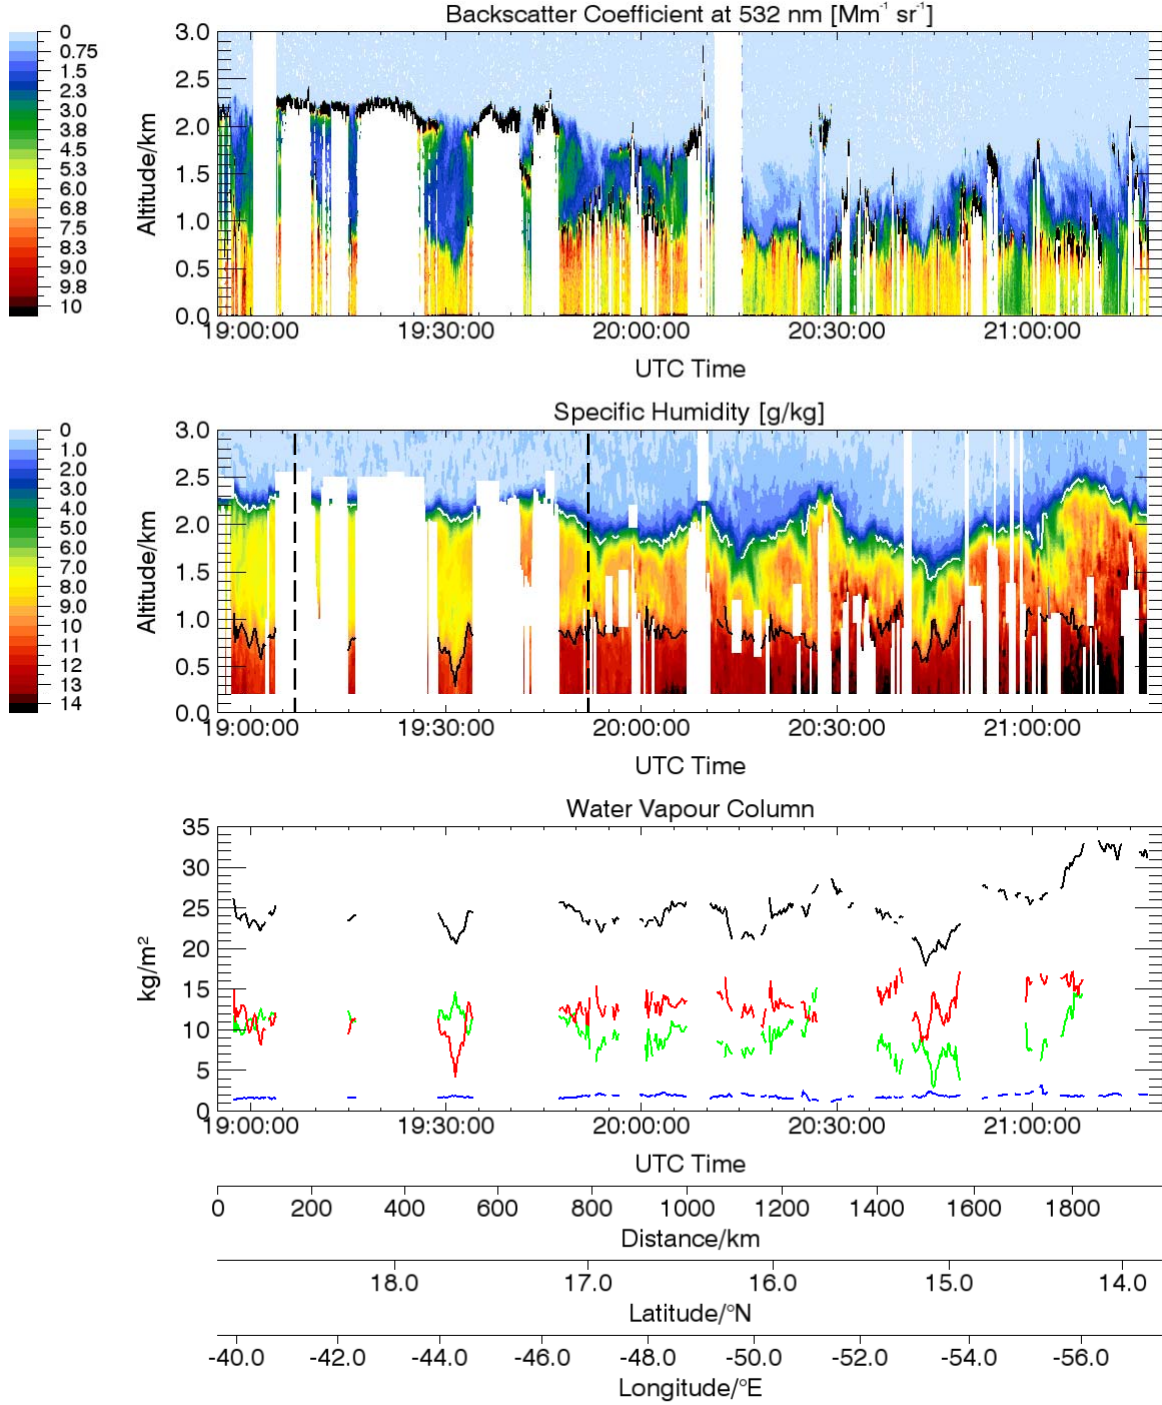 Backscatter Coefficient at 532 nm [Mm⁻¹ sr⁻¹]
0
0.75
1.5
2.3
3.0
3.8
4.5
5.3
6.0
6.8
7.5
8.3
9.0
9.8
10
Altitude/km
3.0
2.5
2.0
1.5
1.0
0.5
0.0
19:00:00 19:30:00 20:00:00 20:30:00 21:00:00
UTC Time
Specific Humidity [g/kg]
0
1.0
2.0
3.0
4.0
5.0
6.0
7.0
8.0
9.0
10
11
12
13
14
Altitude/km
3.0
2.5
2.0
1.5
1.0
0.5
0.0
19:00:00 19:30:00 20:00:00 20:30:00 21:00:00
UTC Time
Water Vapour Column
kg/m²
35
30
25
20
15
10
5
0
19:00:00 19:30:00 20:00:00 20:30:00 21:00:00
UTC Time
0 200 400 600 800 1000 1200 1400 1600 1800
Distance/km
18.0 17.0 16.0 15.0 14.0
Latitude/°N
-40.0 -42.0 -44.0 -46.0 -48.0 -50.0 -52.0 -54.0 -56.0
Longitude/°E